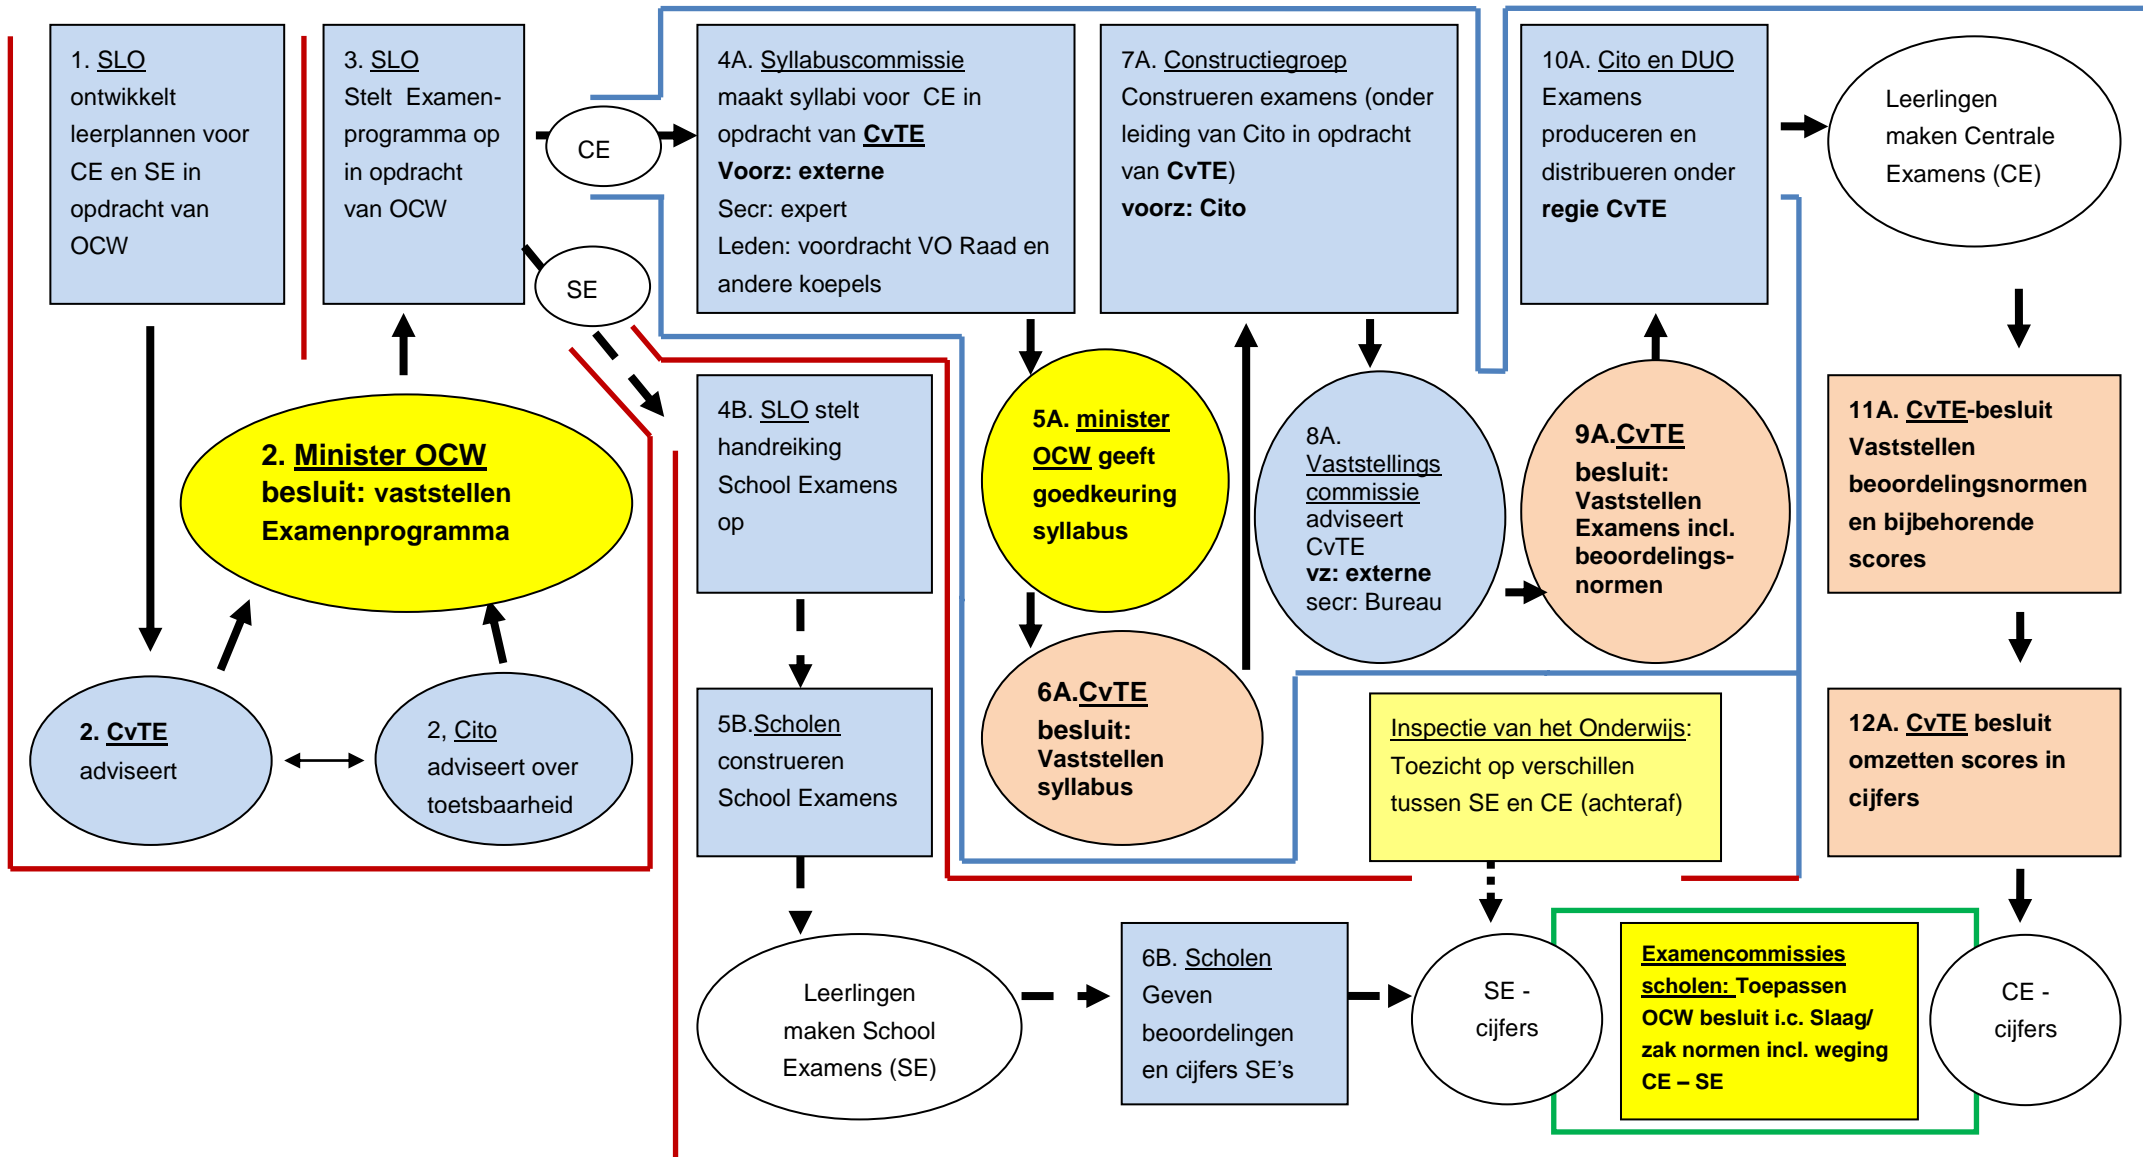 1. SLO
ontwikkelt
leerplannen voor
CE en SE in
opdracht van
OCW
3. SLO
Stelt Examen-
programma op
in opdracht
van OCW
CE
SE
4A. Syllabuscommissie
maakt syllabi voor CE in
opdracht van CvTE
Voorz: externe
Secr: expert
Leden: voordracht VO Raad en
andere koepels
7A. Constructiegroep
Construeren examens (onder
leiding van Cito in opdracht
van CvTE)
voorz: Cito
10A. Cito en DUO
Examens
produceren en
distribueren onder
regie CvTE
Leerlingen
maken Centrale
Examens (CE)
2. Minister OCW
besluit: vaststellen
Examenprogramma
4B. SLO stelt
handreiking
School Examens
op
5A. minister
OCW geeft
goedkeuring
syllabus
8A.
Vaststellings
commissie
adviseert
CvTE
vz: externe
secr: Bureau
9A.CvTE
besluit:
Vaststellen
Examens incl.
beoordelings-
normen
11A. CvTE-besluit
Vaststellen
beoordelingsnormen
en bijbehorende
scores
2. CvTE
adviseert
2, Cito
adviseert over
toetsbaarheid
5B.Scholen
construeren
School Examens
6A.CvTE
besluit:
Vaststellen
syllabus
Inspectie van het Onderwijs:
Toezicht op verschillen
tussen SE en CE (achteraf)
12A. CvTE besluit
omzetten scores in
cijfers
Leerlingen
maken School
Examens (SE)
6B. Scholen
Geven
beoordelingen
en cijfers SE’s
SE -
cijfers
Examencommissies
scholen: Toepassen
OCW besluit i.c. Slaag/
zak normen incl. weging
CE – SE
CE -
cijfers